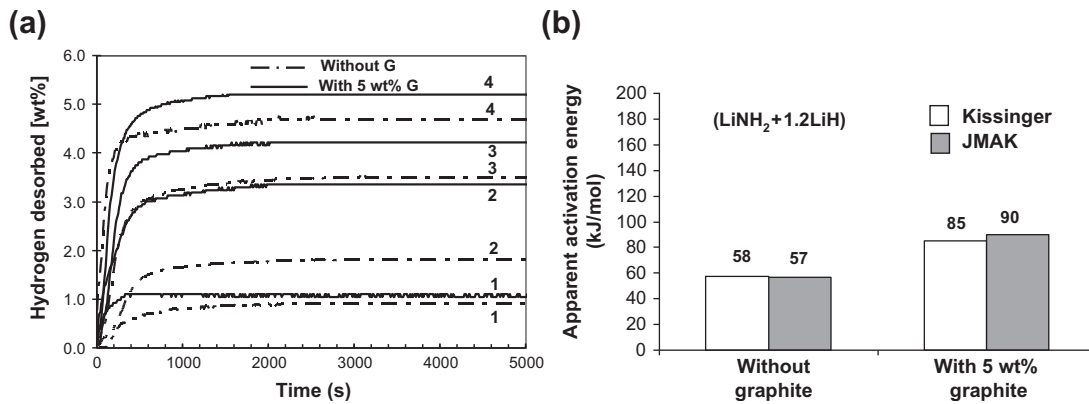 (a)
Hydrogen desorbed [wt%]
6.0
5.0
4.0
3.0
2.0
1.0
0.0
Without G
With 5 wt% G
4
4
3
3
2
2
1
1
0 1000 2000 3000 4000 5000
Time (s)
(b)
Apparent activation energy
(kJ/mol)
200
180
160
140
120
100
80
60
40
20
0
(LiNH2+1.2LiH)
Kissinger
JMAK
58 57
85 90
Without
graphite
With 5 wt%
graphite